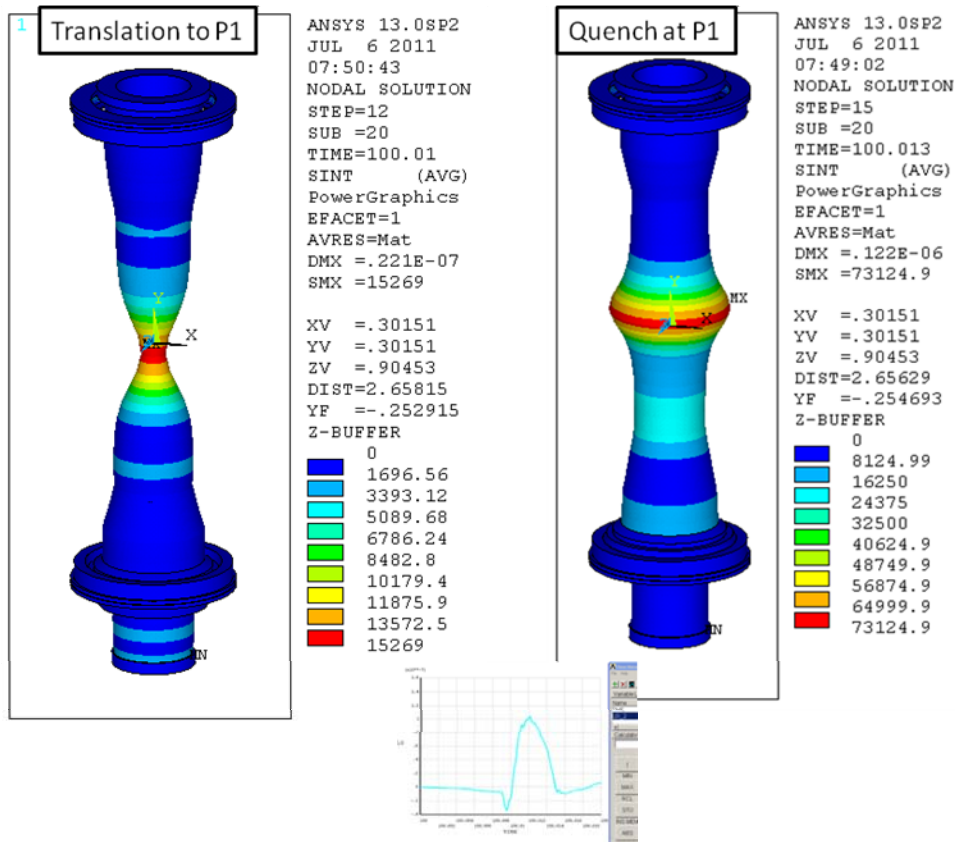 1
Translation to P1
ANSYS 13.0SP2
JUL 6 2011
07:50:43
NODAL SOLUTION
STEP=12
SUB =20
TIME=100.01
SINT (AVG)
PowerGraphics
EFACET=1
AVRES=Mat
DMX =.221E-07
SMX =15269
XV =.30151
YV =.30151
ZV =.90453
DIST=2.65815
YF =-.252915
Z-BUFFER
0
1696.56
3393.12
5089.68
6786.24
8482.8
10179.4
11875.9
13572.5
15269
Y
X
Quench at P1
ANSYS 13.0SP2
JUL 6 2011
07:49:02
NODAL SOLUTION
STEP=15
SUB =20
TIME=100.013
SINT (AVG)
PowerGraphics
EFACET=1
AVRES=Mat
DMX =.122E-06
SMX =73124.9
XV =.30151
YV =.30151
ZV =.90453
DIST=2.65629
YF =-.254693
Z-BUFFER
0
8124.99
16250
24375
32500
40624.9
48749.9
56874.9
64999.9
73124.9
Y
MX
X
TIME